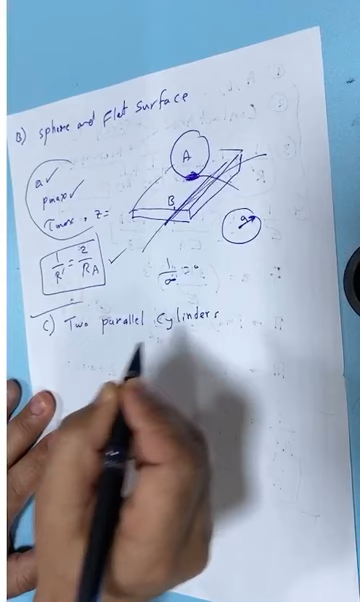 B) sphere and Flat Surface
a ✓
pmax ✓
τmax , z =
A
B
a
1/R' = 2/RA ✓
1/∞ = 0
C) Two parallel Cylinders